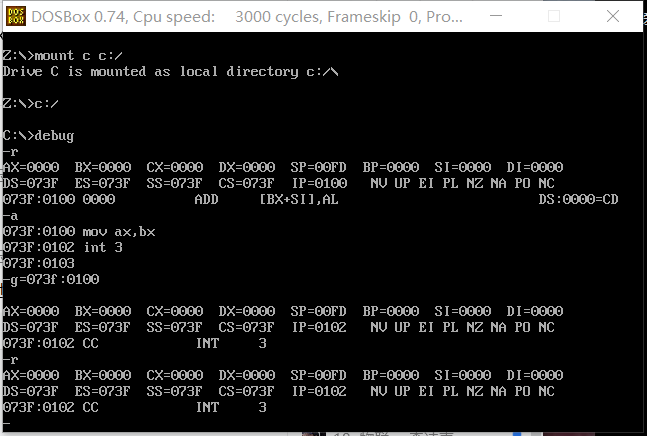 DOSBox 0.74, Cpu speed: 3000 cycles, Frameskip 0, Pro...
Z:\>mount c c:/
Drive C is mounted as local directory c:/\
Z:\>c:/
C:\>debug
-r
AX=0000 BX=0000 CX=0000 DX=0000 SP=00FD BP=0000 SI=0000 DI=0000
DS=073F ES=073F SS=073F CS=073F IP=0100 NV UP EI PL NZ NA PO NC
073F:0100 0000 ADD [BX+SI],AL DS:0000=CD
-a
073F:0100 mov ax,bx
073F:0102 int 3
073F:0103
-g=073f:0100
AX=0000 BX=0000 CX=0000 DX=0000 SP=00FD BP=0000 SI=0000 DI=0000
DS=073F ES=073F SS=073F CS=073F IP=0102 NV UP EI PL NZ NA PO NC
073F:0102 CC INT 3
-r
AX=0000 BX=0000 CX=0000 DX=0000 SP=00FD BP=0000 SI=0000 DI=0000
DS=073F ES=073F SS=073F CS=073F IP=0102 NV UP EI PL NZ NA PO NC
073F:0102 CC INT 3
-